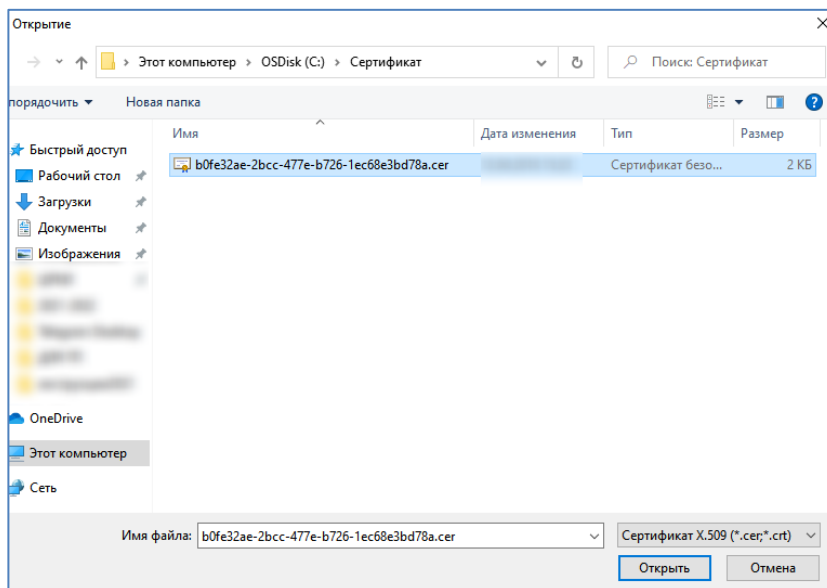 Открытие
Этот компьютер › OSDisk (C:) › Сертификат
Поиск: Сертификат
порядочить Новая папка
Имя Дата изменения Тип Размер
b0fe32ae-2bcc-477e-b726-1ec68e3bd78a.cer Сертификат безо... 2 КБ
Быстрый доступ
Рабочий стол
Загрузки
Документы
Изображения
OneDrive
Этот компьютер
Сеть
Имя файла: b0fe32ae-2bcc-477e-b726-1ec68e3bd78a.cer Сертификат X.509 (*.cer;*.crt)
Открыть Отмена